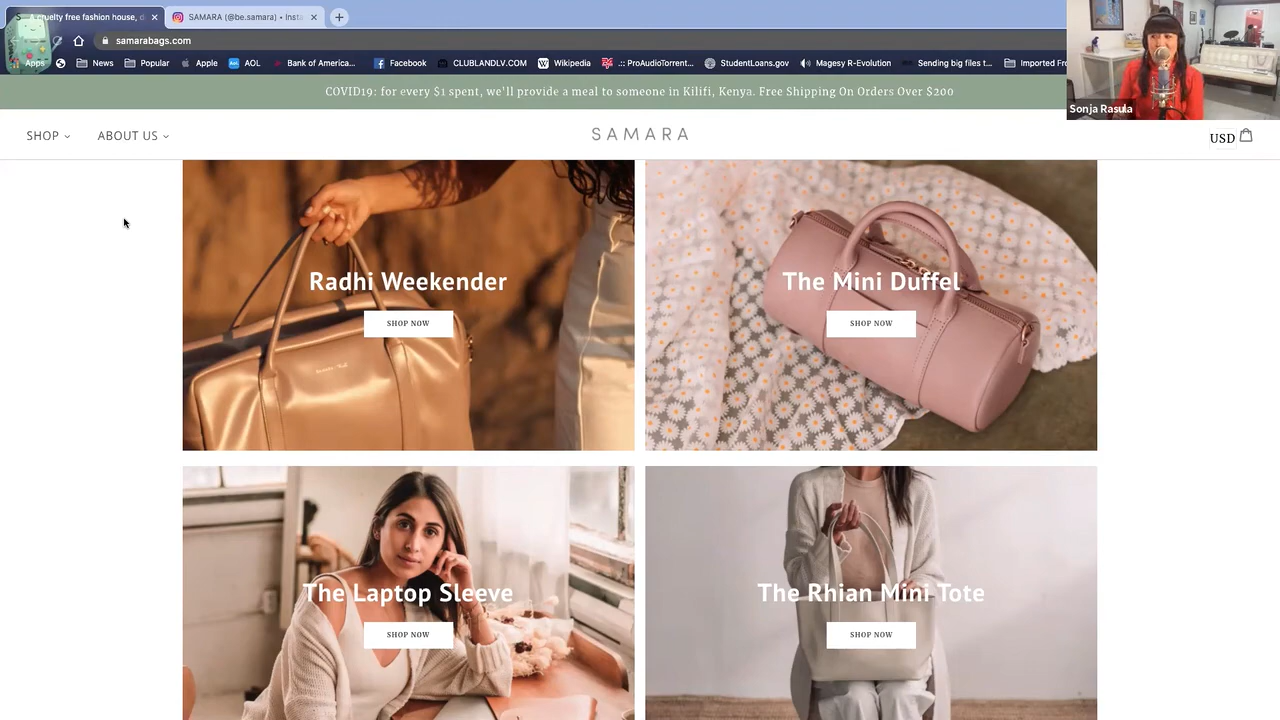 A cruelty free fashion house, d
SAMARA (@be.samara) • Insta
samarabags.com
Apps
News
Popular
Apple
AOL
Bank of America...
Facebook
CLUBLANDLV.COM
Wikipedia
.:: ProAudioTorrent...
StudentLoans.gov
Magesy R-Evolution
Sending big files t...
Imported Fr
Sonja Rasula
COVID19: for every $1 spent, we'll provide a meal to someone in Kilifi, Kenya. Free Shipping On Orders Over $200
SHOP
ABOUT US
SAMARA
USD
Radhi Weekender
SHOP NOW
The Mini Duffel
SHOP NOW
The Laptop Sleeve
SHOP NOW
The Rhian Mini Tote
SHOP NOW